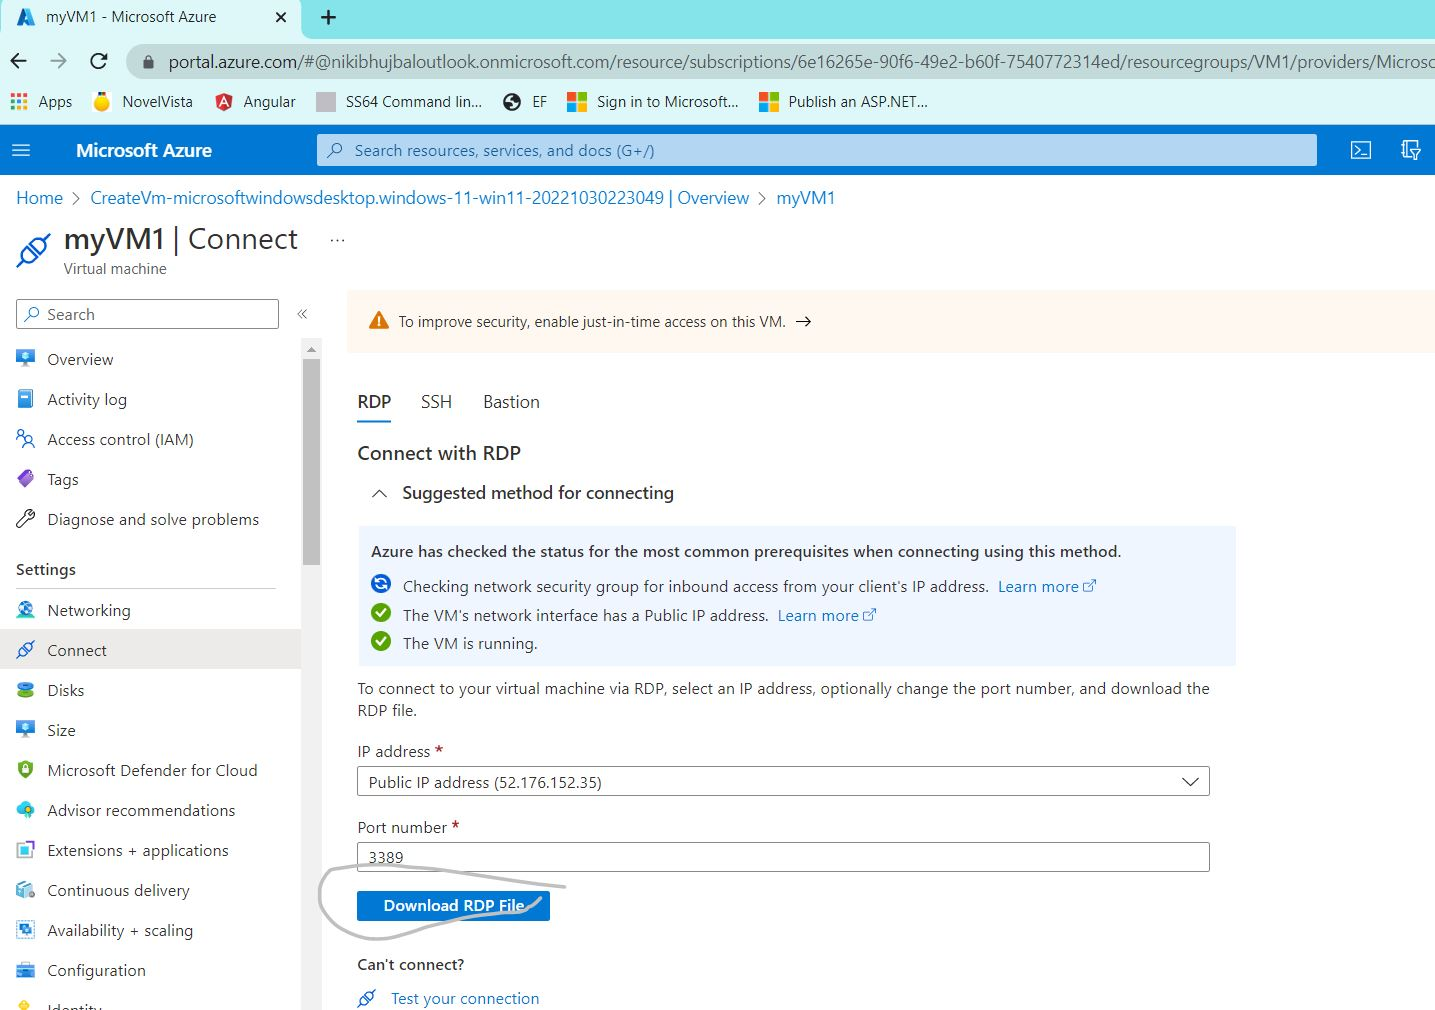 myVM1 - Microsoft Azure
portal.azure.com/#@nikibhujbaloutlook.onmicrosoft.com/resource/subscriptions/6e16265e-90f6-49e2-b60f-7540772314ed/resourcegroups/VM1/providers/Microsc
Apps NovelVista Angular SS64 Command lin... EF Sign in to Microsoft... Publish an ASP.NET...
Microsoft Azure
Search resources, services, and docs (G+/)
Home > CreateVm-microsoftwindowsdesktop.windows-11-win11-20221030223049 | Overview > myVM1
myVM1 | Connect ...
Virtual machine
Search
Overview
Activity log
Access control (IAM)
Tags
Diagnose and solve problems
Settings
Networking
Connect
Disks
Size
Microsoft Defender for Cloud
Advisor recommendations
Extensions + applications
Continuous delivery
Availability + scaling
Configuration
Identity
To improve security, enable just-in-time access on this VM. →
RDP SSH Bastion
Connect with RDP
Suggested method for connecting
Azure has checked the status for the most common prerequisites when connecting using this method.
Checking network security group for inbound access from your client's IP address. Learn more
The VM's network interface has a Public IP address. Learn more
The VM is running.
To connect to your virtual machine via RDP, select an IP address, optionally change the port number, and download the
RDP file.
IP address *
Public IP address (52.176.152.35)
Port number *
3389
Download RDP File
Can't connect?
Test your connection